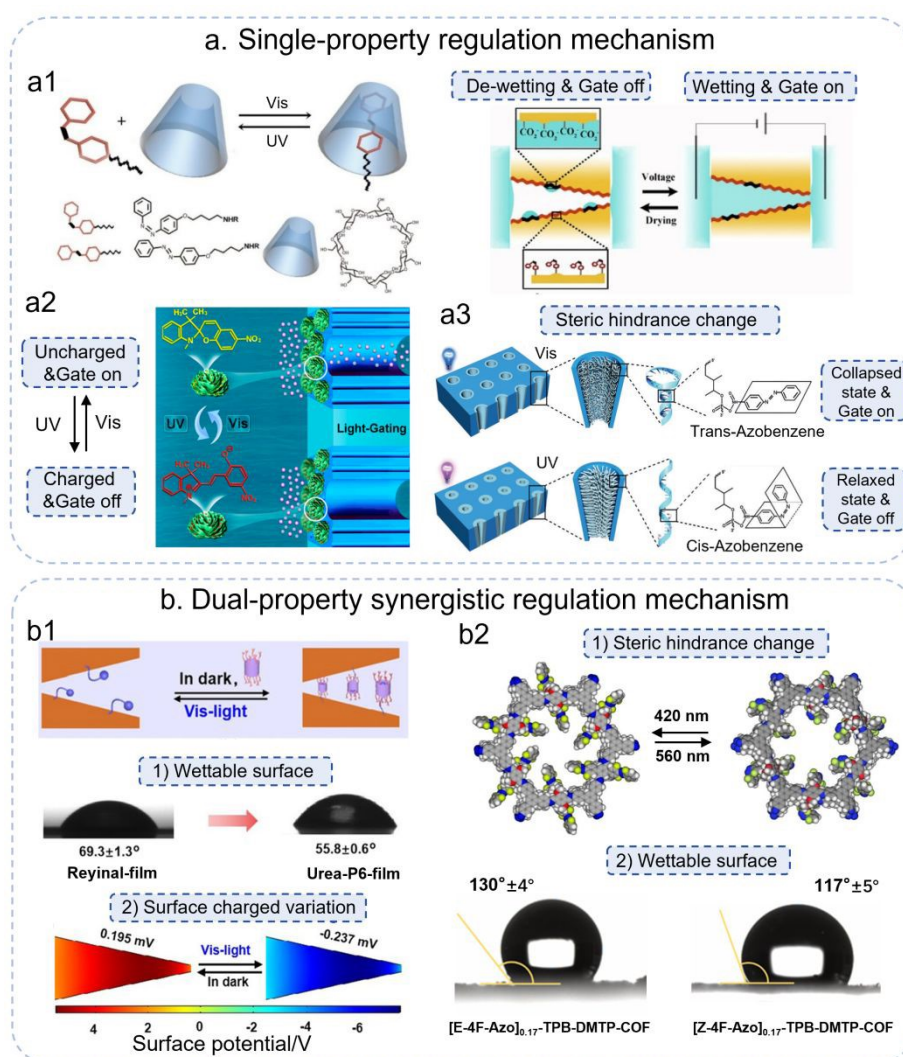 a. Single-property regulation mechanism
a1
Vis
UV
+
NHR
De-wetting & Gate off
Wetting & Gate on
CO2- CO2- CO2- CO2-
Voltage
Drying
a2
Uncharged
&Gate on
UV
Vis
Charged
&Gate off
NO2
UV
Vis
Light-Gating
a3
Steric hindrance change
Vis
Trans-Azobenzene
Collapsed
state &
Gate on
UV
Cis-Azobenzene
Relaxed
state &
Gate off
b. Dual-property synergistic regulation mechanism
b1
In dark,
Vis-light
1) Wettable surface
69.3±1.3°
55.8±0.6°
Reyinal-film
Urea-P6-film
2) Surface charged variation
0.195 mV
Vis-light
In dark
-0.237 mV
4 2 0 -2 -4 -6
Surface potential/V
b2
1) Steric hindrance change
420 nm
560 nm
2) Wettable surface
130°±4°
117°±5°
[E-4F-Azo]0.17-TPB-DMTP-COF
[Z-4F-Azo]0.17-TPB-DMTP-COF